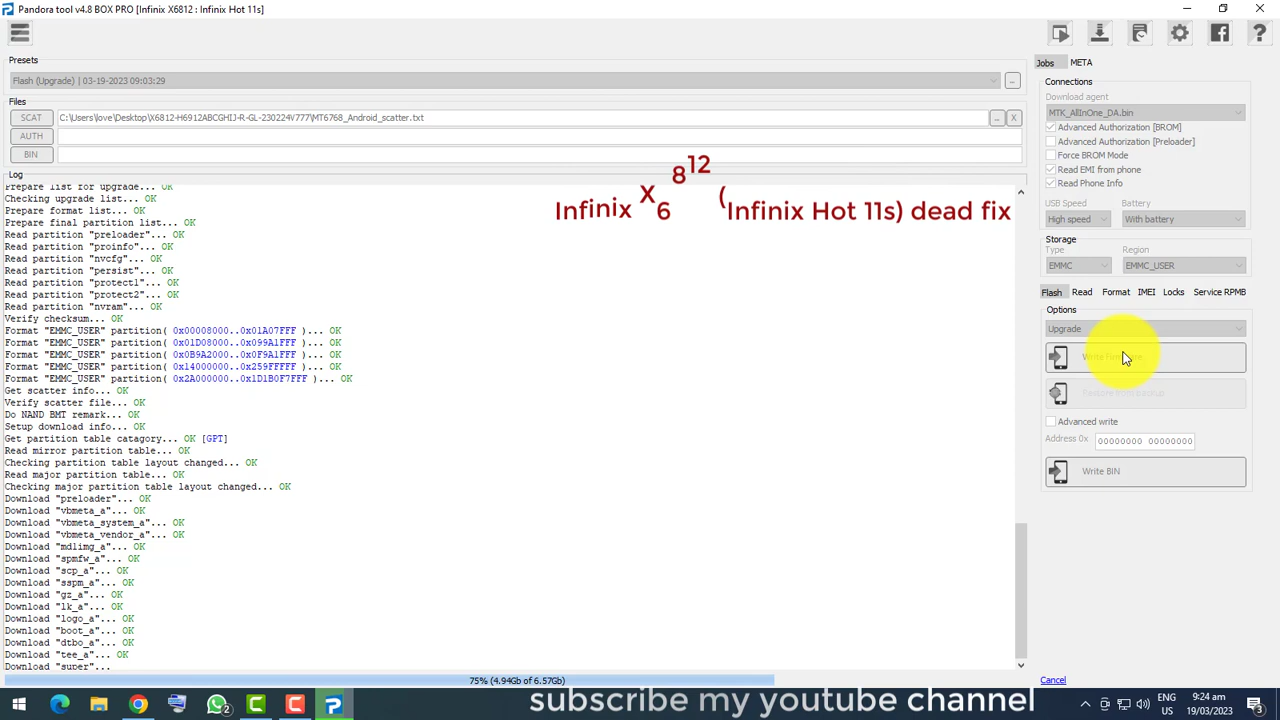 Pandora tool v4.8 BOX PRO [Infinix X6812 : Infinix Hot 11s]
Presets
Flash (Upgrade) | 03-19-2023 09:03:29
...
Files
SCAT C:\Users\love\Desktop\X6812-H6912ABCGHIJ-R-GL-230224V777\MT6768_Android_scatter.txt ... X
AUTH
BIN
Log
Prepare list for upgrade... OK
Checking upgrade list... OK
Prepare format list... OK
Prepare final partition list... OK
Read partition "preloader"... OK
Read partition "proinfo"... OK
Read partition "nvcfg"... OK
Read partition "persist"... OK
Read partition "protect1"... OK
Read partition "protect2"... OK
Read partition "nvram"... OK
Verify checksum... OK
Format "EMMC_USER" partition( 0x00008000..0x01A07FFF )... OK
Format "EMMC_USER" partition( 0x01D08000..0x099A1FFF )... OK
Format "EMMC_USER" partition( 0x0B9A2000..0x0F9A1FFF )... OK
Format "EMMC_USER" partition( 0x14000000..0x259FFFFF )... OK
Format "EMMC_USER" partition( 0x2A000000..0x1D1B0F7FFF )... OK
Get scatter info... OK
Verify scatter file... OK
Do NAND BMT remark... OK
Setup download info... OK
Get partition table catagory... OK [GPT]
Read mirror partition table... OK
Checking partition table layout changed... OK
Read major partition table... OK
Checking major partition table layout changed... OK
Download "preloader"... OK
Download "vbmeta_a"... OK
Download "vbmeta_system_a"... OK
Download "vbmeta_vendor_a"... OK
Download "md1img_a"... OK
Download "spmfw_a"... OK
Download "scp_a"... OK
Download "sspm_a"... OK
Download "gz_a"... OK
Download "lk_a"... OK
Download "logo_a"... OK
Download "boot_a"... OK
Download "dtbo_a"... OK
Download "tee_a"... OK
Download "super"...
Infinix X6812 (Infinix Hot 11s) dead fix
75% (4.94Gb of 6.57Gb)
Jobs META
Connections
Download agent
MTK_AllInOne_DA.bin
Advanced Authorization [BROM]
Advanced Authorization [Preloader]
Force BROM Mode
Read EMI from phone
Read Phone Info
USB Speed Battery
High speed With battery
Storage
Type Region
EMMC EMMC_USER
Flash Read Format IMEI Locks Service RPMB
Options
Upgrade
Write Firmware
Restore from backup
Advanced write
Address 0x 00000000 00000000
Write BIN
Cancel
subscribe my youtube channel
2
ENG
US
9:24 am
19/03/2023
3